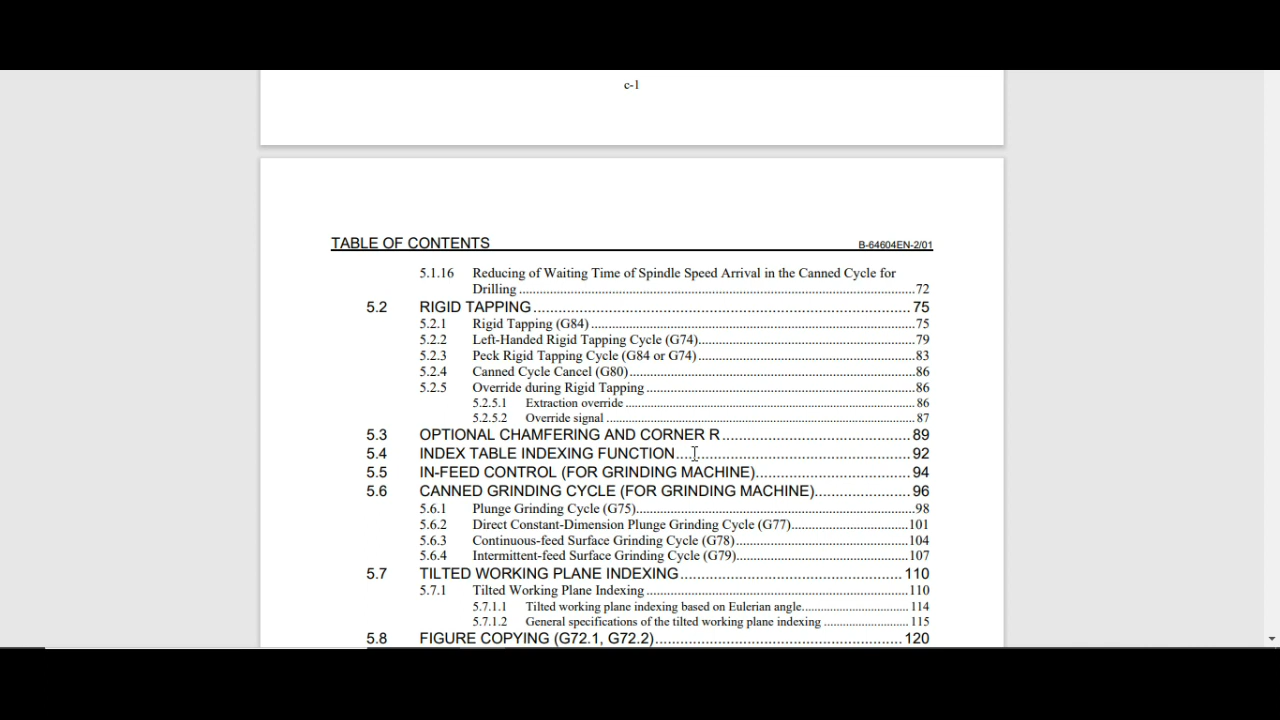 c-1
TABLE OF CONTENTS B-64604EN-2/01
5.1.16 Reducing of Waiting Time of Spindle Speed Arrival in the Canned Cycle for
Drilling 72
5.2 RIGID TAPPING 75
5.2.1 Rigid Tapping (G84) 75
5.2.2 Left-Handed Rigid Tapping Cycle (G74) 79
5.2.3 Peck Rigid Tapping Cycle (G84 or G74) 83
5.2.4 Canned Cycle Cancel (G80) 86
5.2.5 Override during Rigid Tapping 86
5.2.5.1 Extraction override 86
5.2.5.2 Override signal 87
5.3 OPTIONAL CHAMFERING AND CORNER R 89
5.4 INDEX TABLE INDEXING FUNCTION 92
5.5 IN-FEED CONTROL (FOR GRINDING MACHINE) 94
5.6 CANNED GRINDING CYCLE (FOR GRINDING MACHINE) 96
5.6.1 Plunge Grinding Cycle (G75) 98
5.6.2 Direct Constant-Dimension Plunge Grinding Cycle (G77) 101
5.6.3 Continuous-feed Surface Grinding Cycle (G78) 104
5.6.4 Intermittent-feed Surface Grinding Cycle (G79) 107
5.7 TILTED WORKING PLANE INDEXING 110
5.7.1 Tilted Working Plane Indexing 110
5.7.1.1 Tilted working plane indexing based on Eulerian angle 114
5.7.1.2 General specifications of the tilted working plane indexing 115
5.8 FIGURE COPYING (G72.1, G72.2) 120